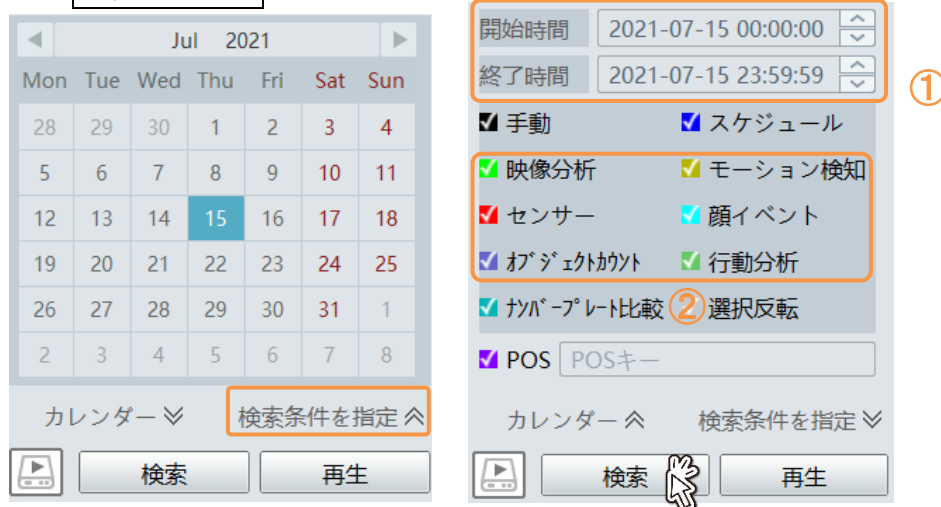 Jul 2021
Mon Tue Wed Thu Fri Sat Sun
28 29 30 1 2 3 4
5 6 7 8 9 10 11
12 13 14 15 16 17 18
19 20 21 22 23 24 25
26 27 28 29 30 31 1
2 3 4 5 6 7 8
カレンダー 検索条件を指定
検索 再生
開始時間 2021-07-15 00:00:00
終了時間 2021-07-15 23:59:59
①
手動 スケジュール
映像分析 モーション検知
センサー 顔イベント
オブジェクトカウント 行動分析
ナンバープレート比較 ② 選択反転
POS POSキー
カレンダー 検索条件を指定
検索 再生